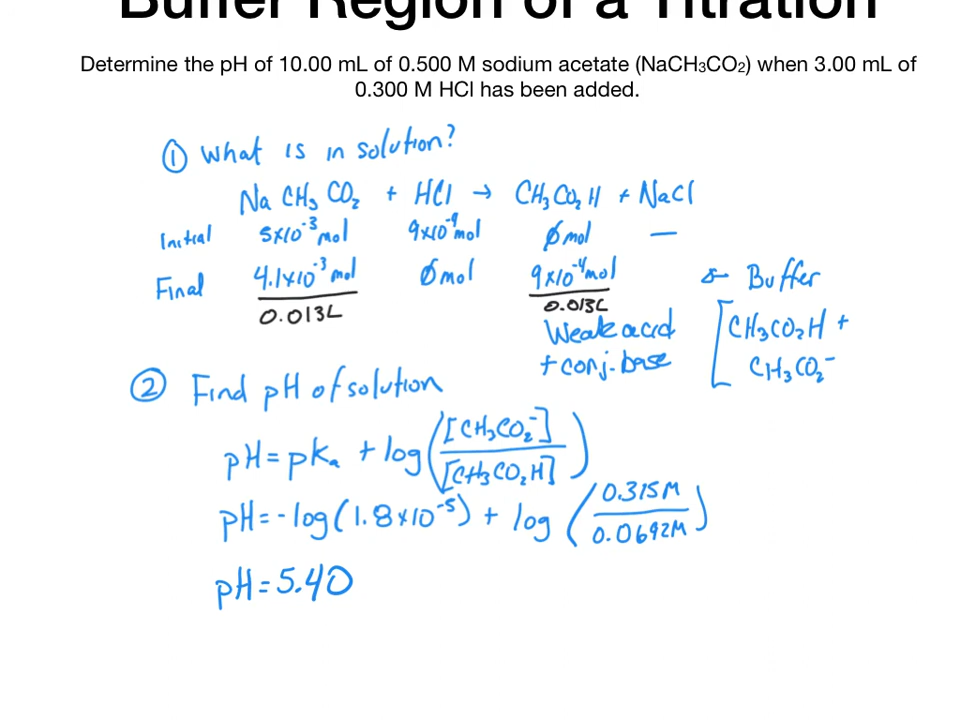 Buffer Region of a Titration
Determine the pH of 10.00 mL of 0.500 M sodium acetate (NaCH₃CO₂) when 3.00 mL of
0.300 M HCl has been added.
① What is in solution?
NaCH₃CO₂ + HCl → CH₃CO₂H + NaCl
Initial 5x10⁻³ mol 9x10⁻⁴ mol 0 mol —
Final 4.1x10⁻³ mol 0 mol 9x10⁻⁴ mol ← Buffer
0.013L 0.013L
Weak acid [CH₃CO₂H +
+ conj. base CH₃CO₂⁻
② Find pH of solution
pH = pKa + log([CH₃CO₂⁻]/[CH₃CO₂H])
pH = -log(1.8x10⁻⁵) + log(0.315M/0.0692M)
pH = 5.40